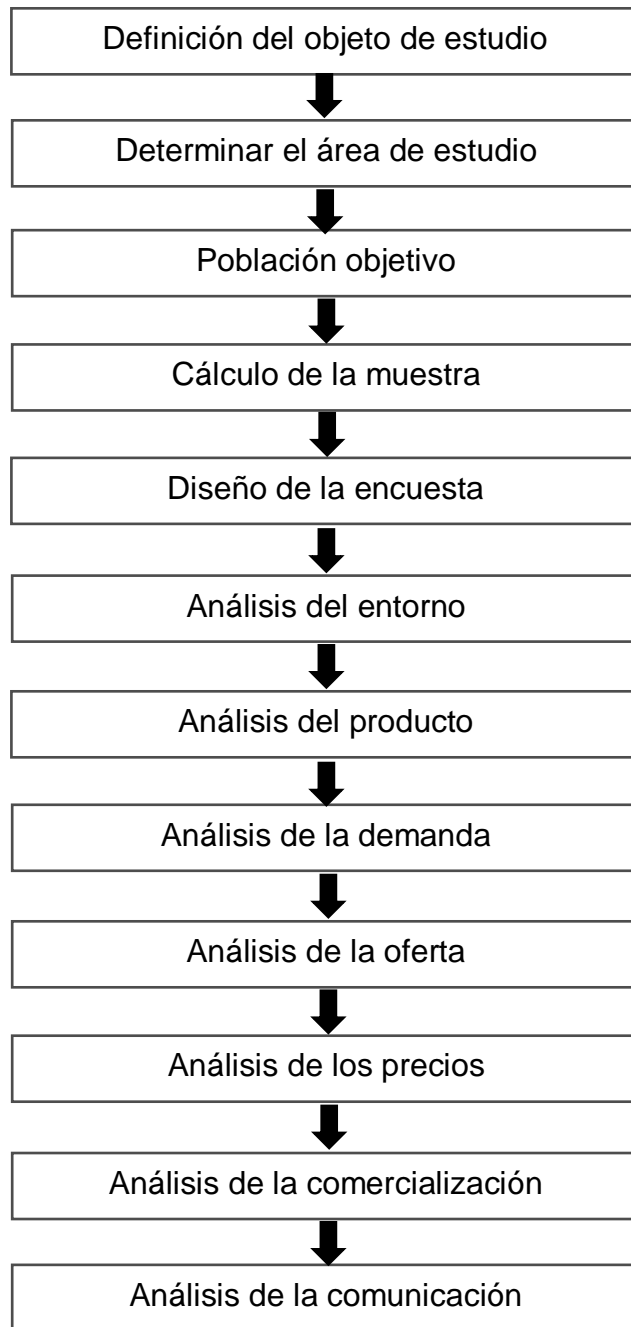 Definición del objeto de estudio
Determinar el área de estudio
Población objetivo
Cálculo de la muestra
Diseño de la encuesta
Análisis del entorno
Análisis del producto
Análisis de la demanda
Análisis de la oferta
Análisis de los precios
Análisis de la comercialización
Análisis de la comunicación